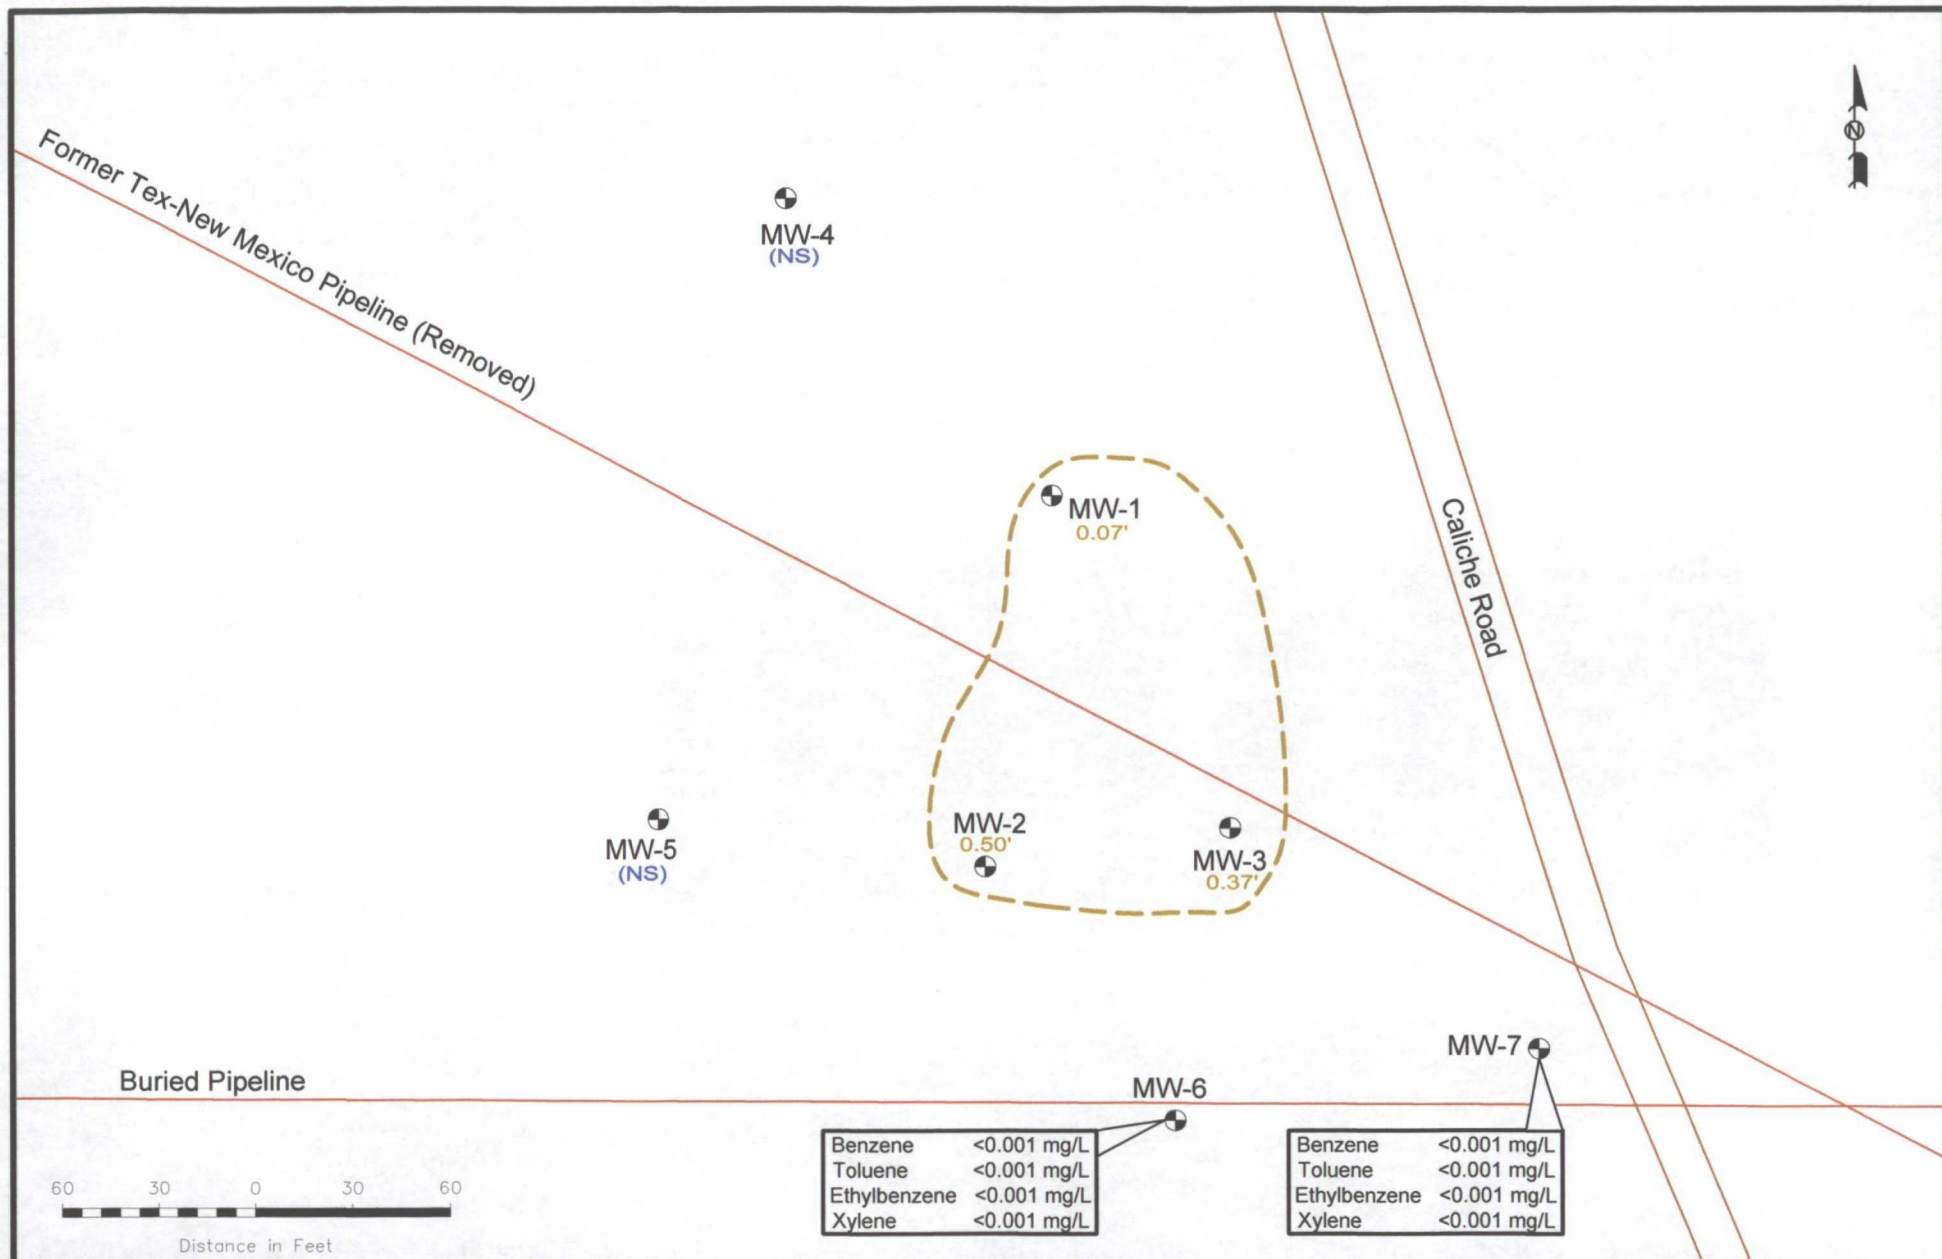 N
Former Tex-New Mexico Pipeline (Removed)
MW-4
(NS)
MW-1
0.07'
Caliche Road
MW-2
0.50'
MW-3
0.37'
MW-5
(NS)
MW-7
Buried Pipeline
MW-6
Benzene <0.001 mg/L
Toluene <0.001 mg/L
Ethylbenzene <0.001 mg/L
Xylene <0.001 mg/L
Benzene <0.001 mg/L
Toluene <0.001 mg/L
Ethylbenzene <0.001 mg/L
Xylene <0.001 mg/L
60 30 0 30 60
Distance in Feet